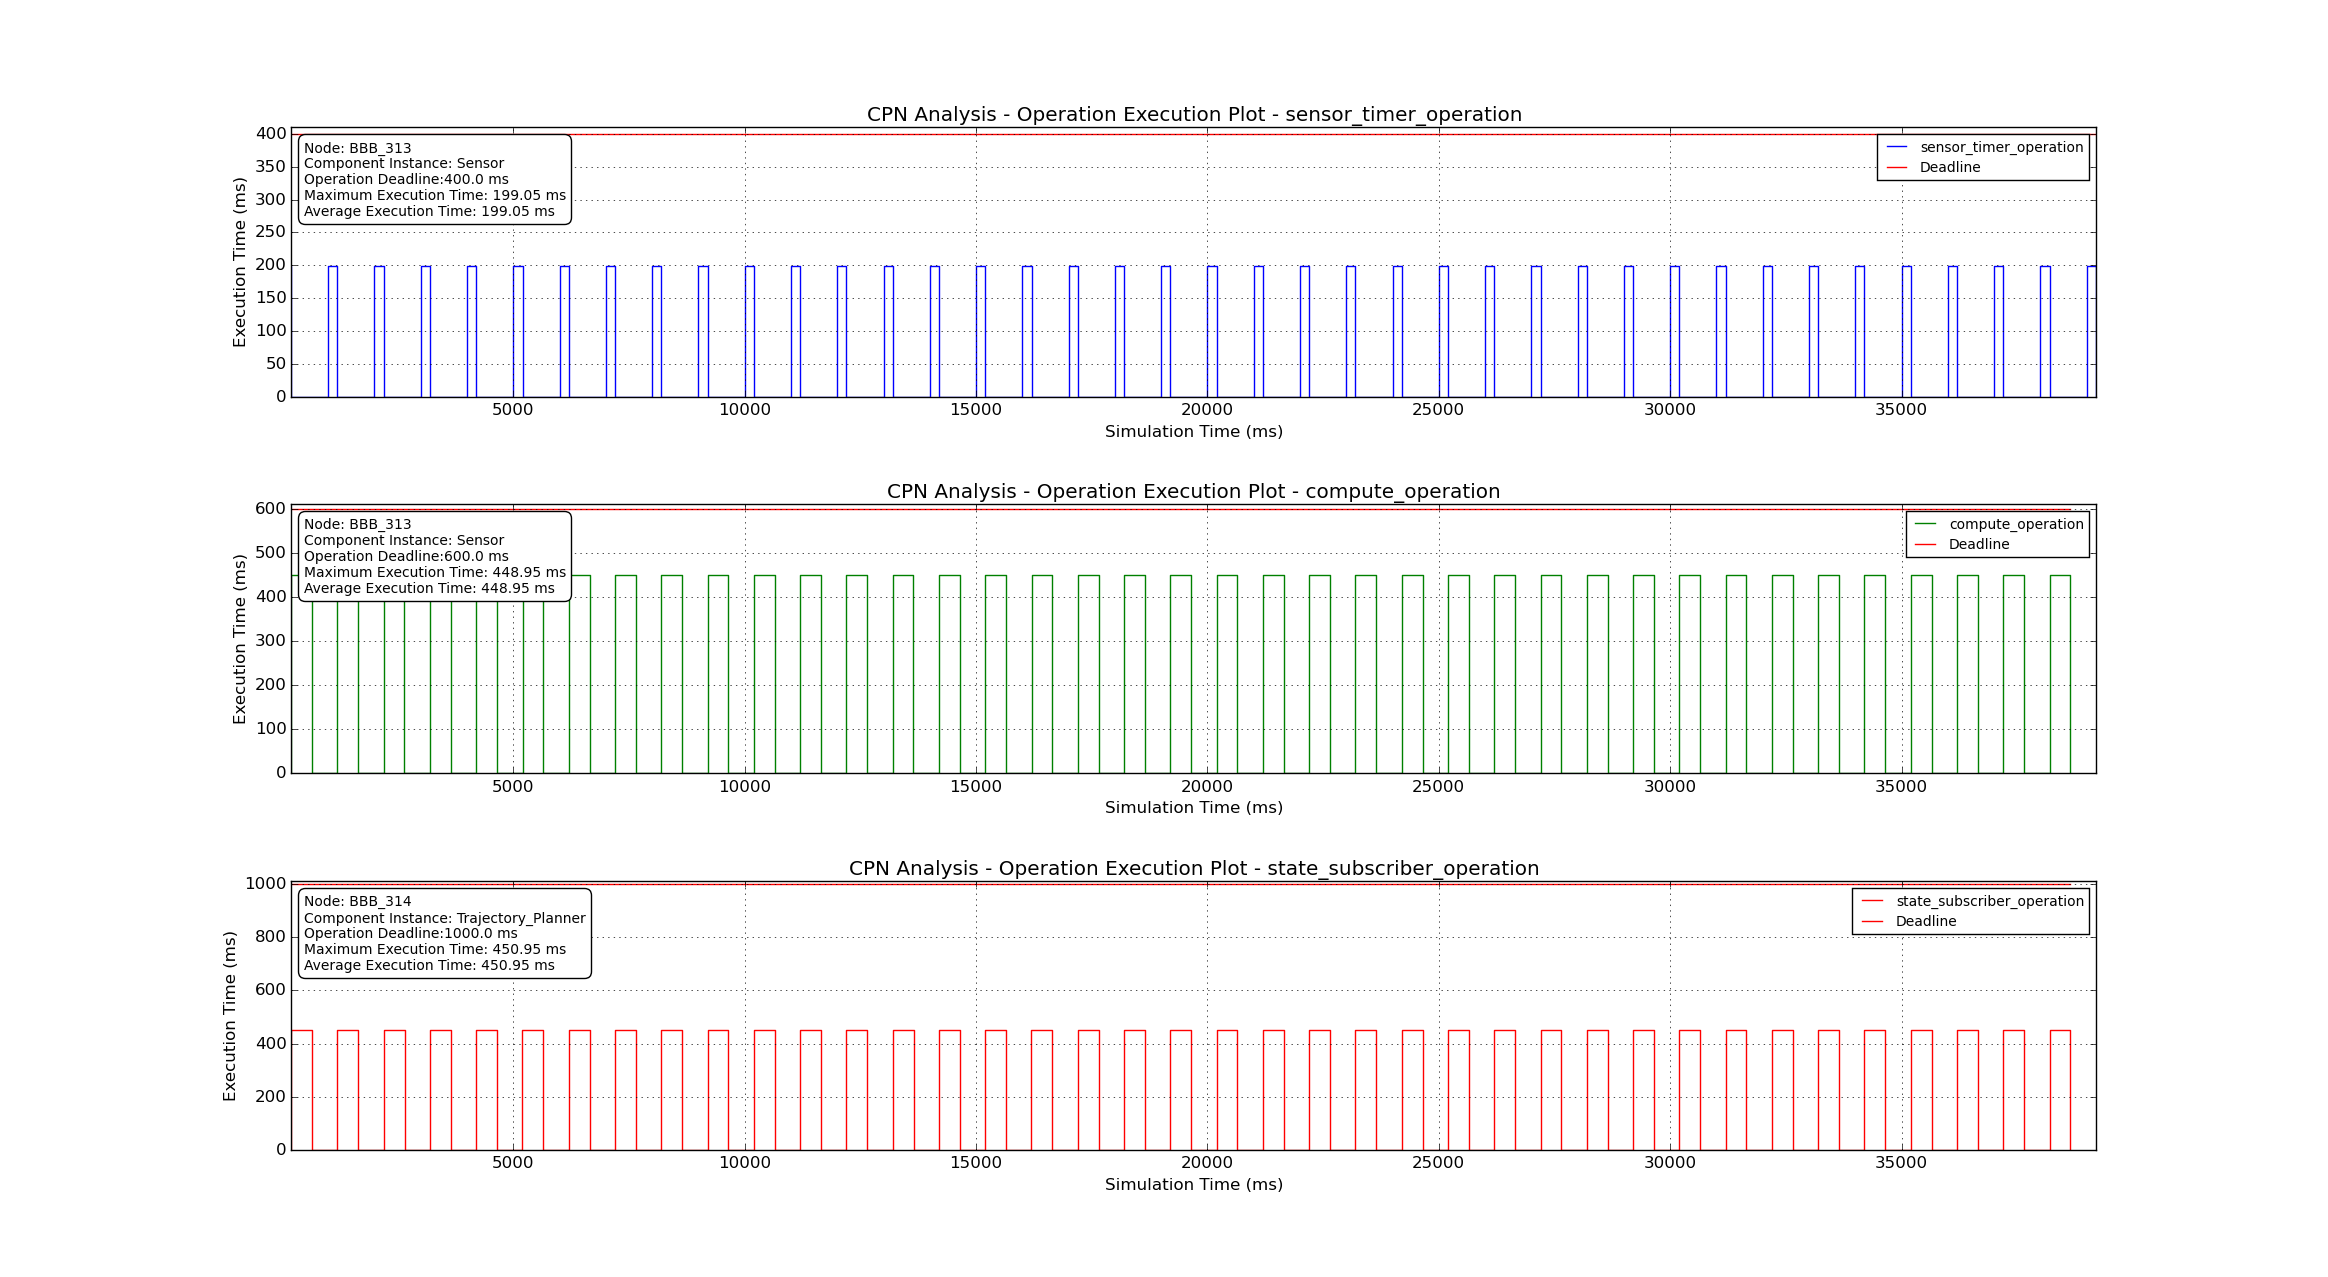 CPN Analysis - Operation Execution Plot - sensor_timer_operation
400
350
300
250
200
150
100
50
0
Execution Time (ms)
Node: BBB_313
Component Instance: Sensor
Operation Deadline:400.0 ms
Maximum Execution Time: 199.05 ms
Average Execution Time: 199.05 ms
sensor_timer_operation
Deadline
5000 10000 15000 20000 25000 30000 35000
Simulation Time (ms)
CPN Analysis - Operation Execution Plot - compute_operation
600
500
400
300
200
100
0
Execution Time (ms)
Node: BBB_313
Component Instance: Sensor
Operation Deadline:600.0 ms
Maximum Execution Time: 448.95 ms
Average Execution Time: 448.95 ms
compute_operation
Deadline
5000 10000 15000 20000 25000 30000 35000
Simulation Time (ms)
CPN Analysis - Operation Execution Plot - state_subscriber_operation
1000
800
600
400
200
0
Execution Time (ms)
Node: BBB_314
Component Instance: Trajectory_Planner
Operation Deadline:1000.0 ms
Maximum Execution Time: 450.95 ms
Average Execution Time: 450.95 ms
state_subscriber_operation
Deadline
5000 10000 15000 20000 25000 30000 35000
Simulation Time (ms)